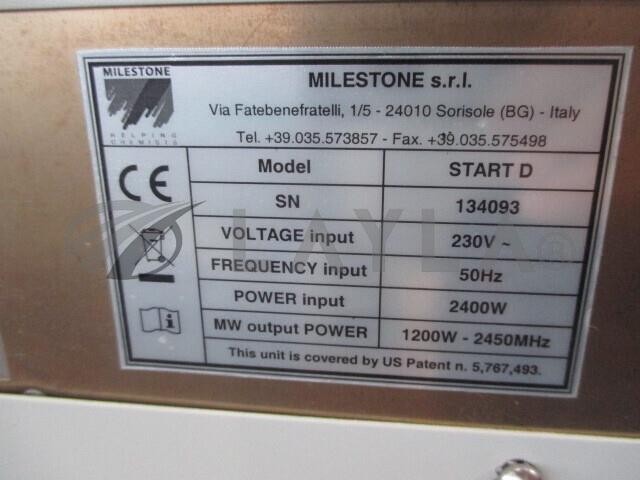 MILESTONE
HELPING
CHEMISTS
MILESTONE s.r.l.
Via Fatebenefratelli, 1/5 - 24010 Sorisole (BG) - Italy
Tel. +39.035.573857 - Fax. +39.035.575498
CE
Model START D
SN 134093
VOLTAGE input 230V ~
FREQUENCY input 50Hz
POWER input 2400W
MW output POWER 1200W - 2450MHz
This unit is covered by US Patent n. 5,767,493.
LAYLA®